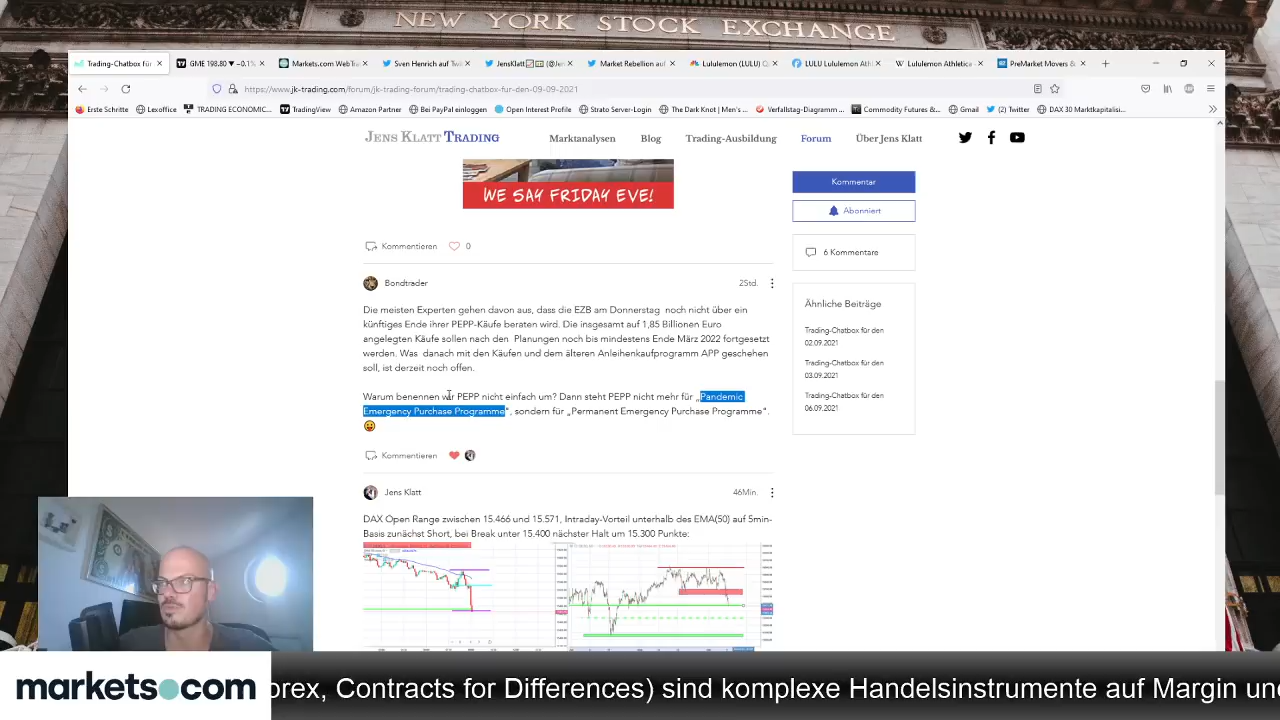 NEW YORK STOCK EXCHANGE
Trading-Chatbox für
GME 198.80 ▼ −0.1%
Markets.com WebTra
Sven Henrich auf Tw
JensKlatt (@Jen
Market Rebellion auf
Lululemon (LULU) Q
LULU Lululemon Athl
Lululemon Athletica
PreMarket Movers &
https://www.jk-trading.com/forum/jk-trading-forum/trading-chatbox-fur-den-09-09-2021
Erste Schritte
Lexoffice
TRADING ECONOMIC...
TradingView
Amazon Partner
Bei PayPal einloggen
Open Interest Profile
Strato Server-Login
The Dark Knot | Men's ...
Verfallstag-Diagramm ...
Commodity Futures &...
Gmail
(2) Twitter
DAX 30 Marktkapitalisi...
JENS KLATT TRADING
Marktanalysen
Blog
Trading-Ausbildung
Forum
Über Jens Klatt
WE SAY FRIDAY EVE!
Kommentar
Abonniert
Kommentieren
0
6 Kommentare
Bondtrader
2Std.
Die meisten Experten gehen davon aus, dass die EZB am Donnerstag noch nicht über ein
künftiges Ende ihrer PEPP-Käufe beraten wird. Die insgesamt auf 1,85 Billionen Euro
angelegten Käufe sollen nach den Planungen noch bis mindestens Ende März 2022 fortgesetzt
werden. Was danach mit den Käufen und dem älteren Anleihenkaufprogramm APP geschehen
soll, ist derzeit noch offen.
Warum benennen wir PEPP nicht einfach um? Dann steht PEPP nicht mehr für „Pandemic
Emergency Purchase Programme“, sondern für „Permanent Emergency Purchase Programme“.
😛
Kommentieren
Ähnliche Beiträge
Trading-Chatbox für den
02.09.2021
Trading-Chatbox für den
03.09.2021
Trading-Chatbox für den
06.09.2021
Jens Klatt
46Min.
DAX Open Range zwischen 15.466 und 15.571, Intraday-Vorteil unterhalb des EMA(50) auf 5min-
Basis zunächst Short, bei Break unter 15.400 nächster Halt um 15.300 Punkte:
markets.com
orex, Contracts for Differences) sind komplexe Handelsinstrumente auf Margin und